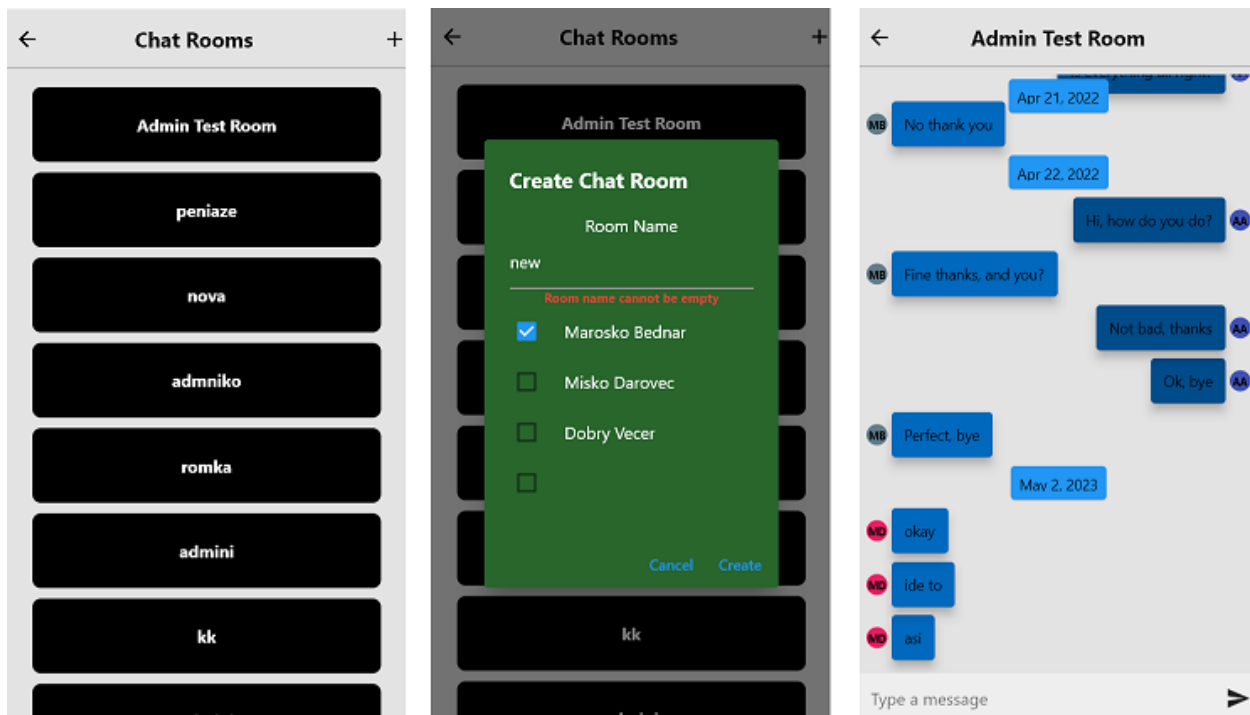 Chat Rooms
Admin Test Room
peniaze
nova
admniko
romka
admini
kk
Chat Rooms
Admin Test Room
Create Chat Room
Room Name
new
Room name cannot be empty
Marosko Bednar
Misko Darovec
Dobry Vecer
Cancel Create
kk
Admin Test Room
Apr 21, 2022
MB No thank you
Apr 22, 2022
Hi, how do you do? AA
MB Fine thanks, and you?
Not bad, thanks AA
Ok, bye AA
MB Perfect, bye
May 2, 2023
MD okay
MD ide to
MD asi
Type a message